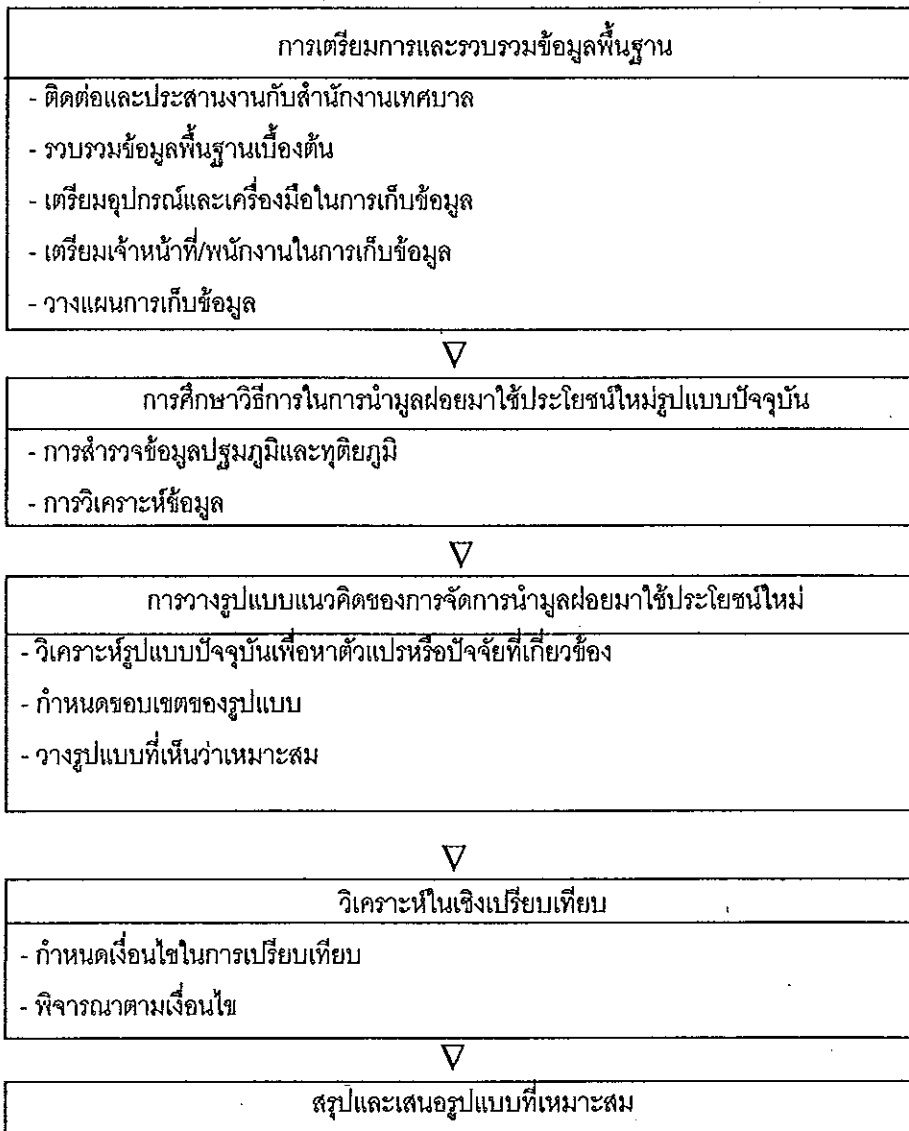 การเตรียมการและรวบรวมข้อมูลพื้นฐาน
- ติดต่อและประสานงานกับสำนักงานเทศบาล
- รวบรวมข้อมูลพื้นฐานเบื้องต้น
- เตรียมอุปกรณ์และเครื่องมือในการเก็บข้อมูล
- เตรียมเจ้าหน้าที่/พนักงานในการเก็บข้อมูล
- วางแผนการเก็บข้อมูล
การศึกษาวิธีการในการนำมูลฝอยมาใช้ประโยชน์ใหม่รูปแบบปัจจุบัน
- การสำรวจข้อมูลปฐมภูมิและทุติยภูมิ
- การวิเคราะห์ข้อมูล
การวางรูปแบบแนวคิดของการจัดการนำมูลฝอยมาใช้ประโยชน์ใหม่
- วิเคราะห์รูปแบบปัจจุบันเพื่อหาตัวแปรหรือปัจจัยที่เกี่ยวข้อง
- กำหนดขอบเขตของรูปแบบ
- วางรูปแบบที่เห็นว่าเหมาะสม
วิเคราะห์ในเชิงเปรียบเทียบ
- กำหนดเงื่อนไขในการเปรียบเทียบ
- พิจารณาตามเงื่อนไข
สรุปและเสนอรูปแบบที่เหมาะสม